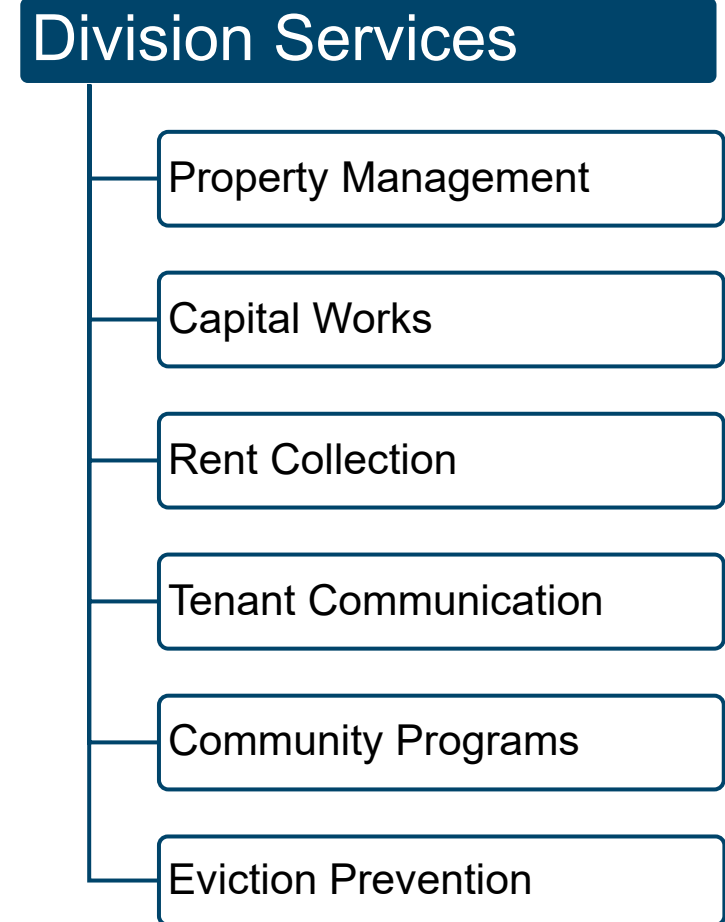 Division Services
Property Management
Capital Works
Rent Collection
Tenant Communication
Community Programs
Eviction Prevention